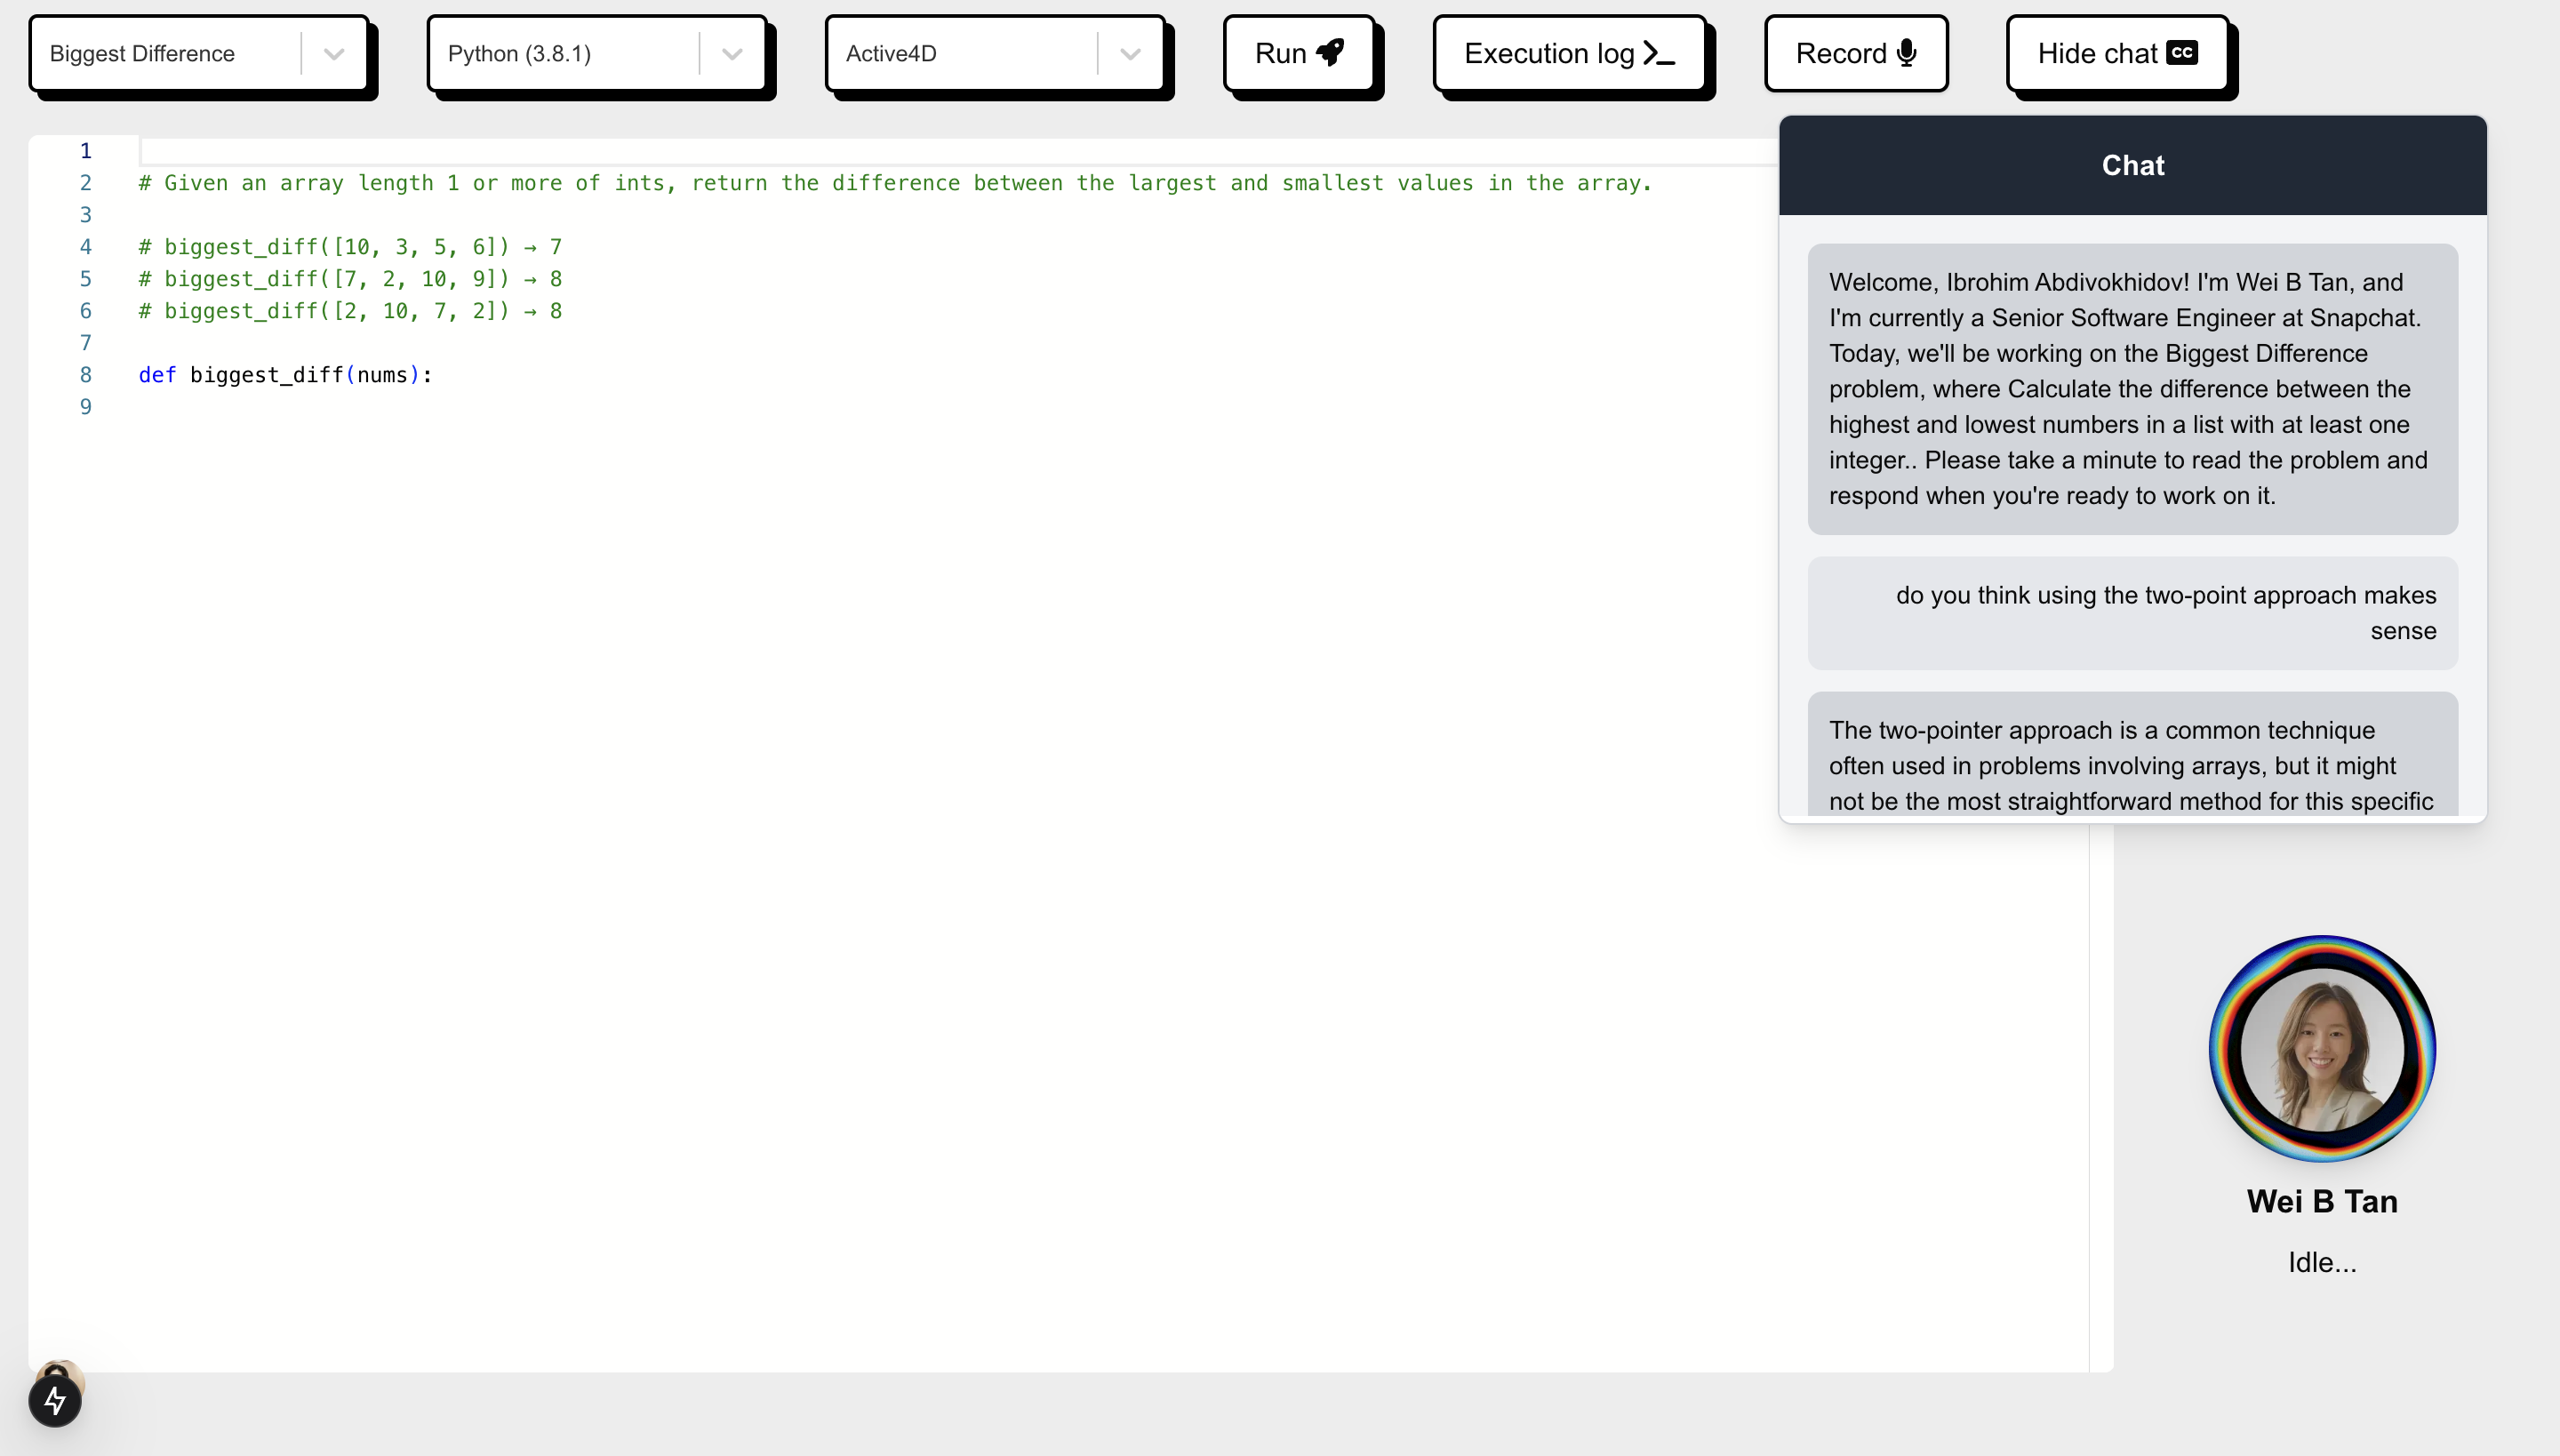 Biggest Difference
Python (3.8.1)
Active4D
Run
Execution log
Record
Hide chat CC
1
2 # Given an array length 1 or more of ints, return the difference between the largest and smallest values in the array.
3
4 # biggest_diff([10, 3, 5, 6]) → 7
5 # biggest_diff([7, 2, 10, 9]) → 8
6 # biggest_diff([2, 10, 7, 2]) → 8
7
8 def biggest_diff(nums):
9
Chat
Welcome, Ibrohim Abdivokhidov! I'm Wei B Tan, and
I'm currently a Senior Software Engineer at Snapchat.
Today, we'll be working on the Biggest Difference
problem, where Calculate the difference between the
highest and lowest numbers in a list with at least one
integer.. Please take a minute to read the problem and
respond when you're ready to work on it.
do you think using the two-point approach makes
sense
The two-pointer approach is a common technique
often used in problems involving arrays, but it might
not be the most straightforward method for this specific
Wei B Tan
Idle...